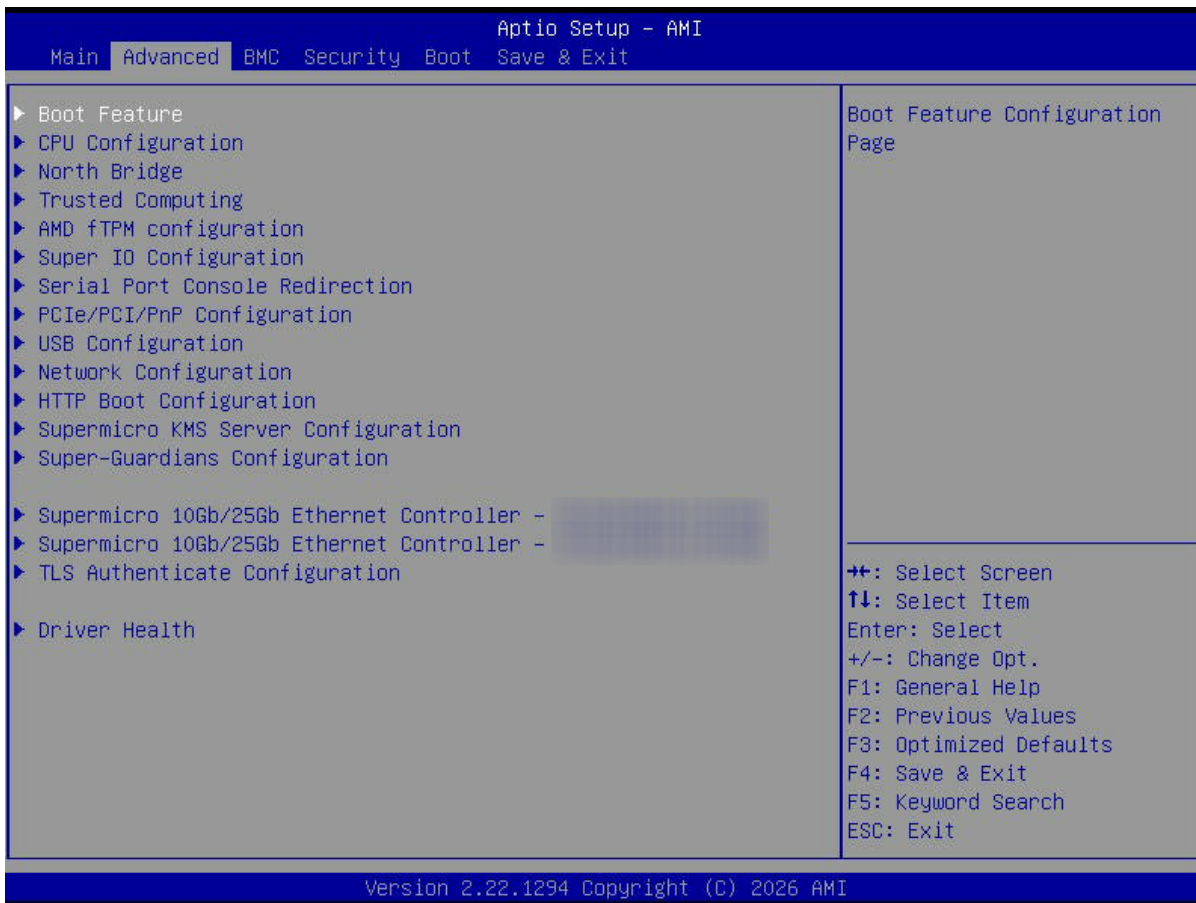 Aptio Setup - AMI
Main Advanced BMC Security Boot Save & Exit
▶ Boot Feature
▶ CPU Configuration
▶ North Bridge
▶ Trusted Computing
▶ AMD fTPM configuration
▶ Super IO Configuration
▶ Serial Port Console Redirection
▶ PCIe/PCI/PnP Configuration
▶ USB Configuration
▶ Network Configuration
▶ HTTP Boot Configuration
▶ Supermicro KMS Server Configuration
▶ Super-Guardians Configuration
▶ Supermicro 10Gb/25Gb Ethernet Controller -
▶ Supermicro 10Gb/25Gb Ethernet Controller -
▶ TLS Authenticate Configuration
▶ Driver Health
Boot Feature Configuration
Page
→←: Select Screen
↑↓: Select Item
Enter: Select
+/-: Change Opt.
F1: General Help
F2: Previous Values
F3: Optimized Defaults
F4: Save & Exit
F5: Keyword Search
ESC: Exit
Version 2.22.1294 Copyright (C) 2026 AMI